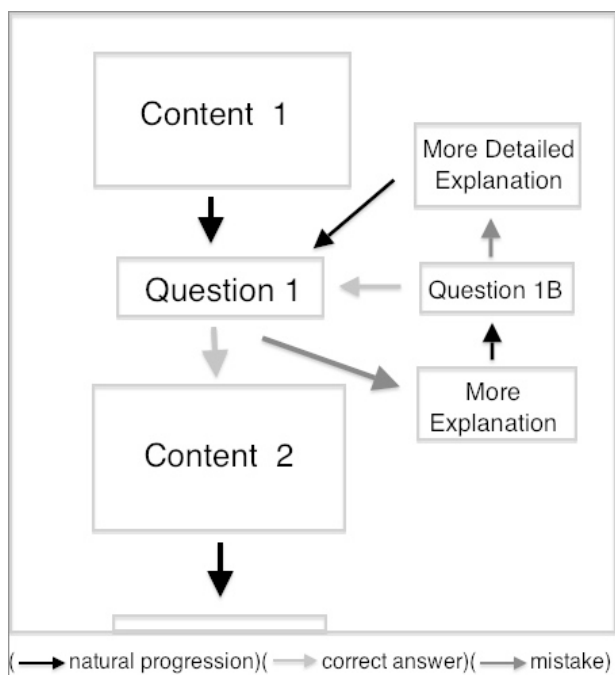 Content 1
More Detailed
Explanation
Question 1
Question 1B
More
Explanation
Content 2
( natural progression)( correct answer)( mistake)